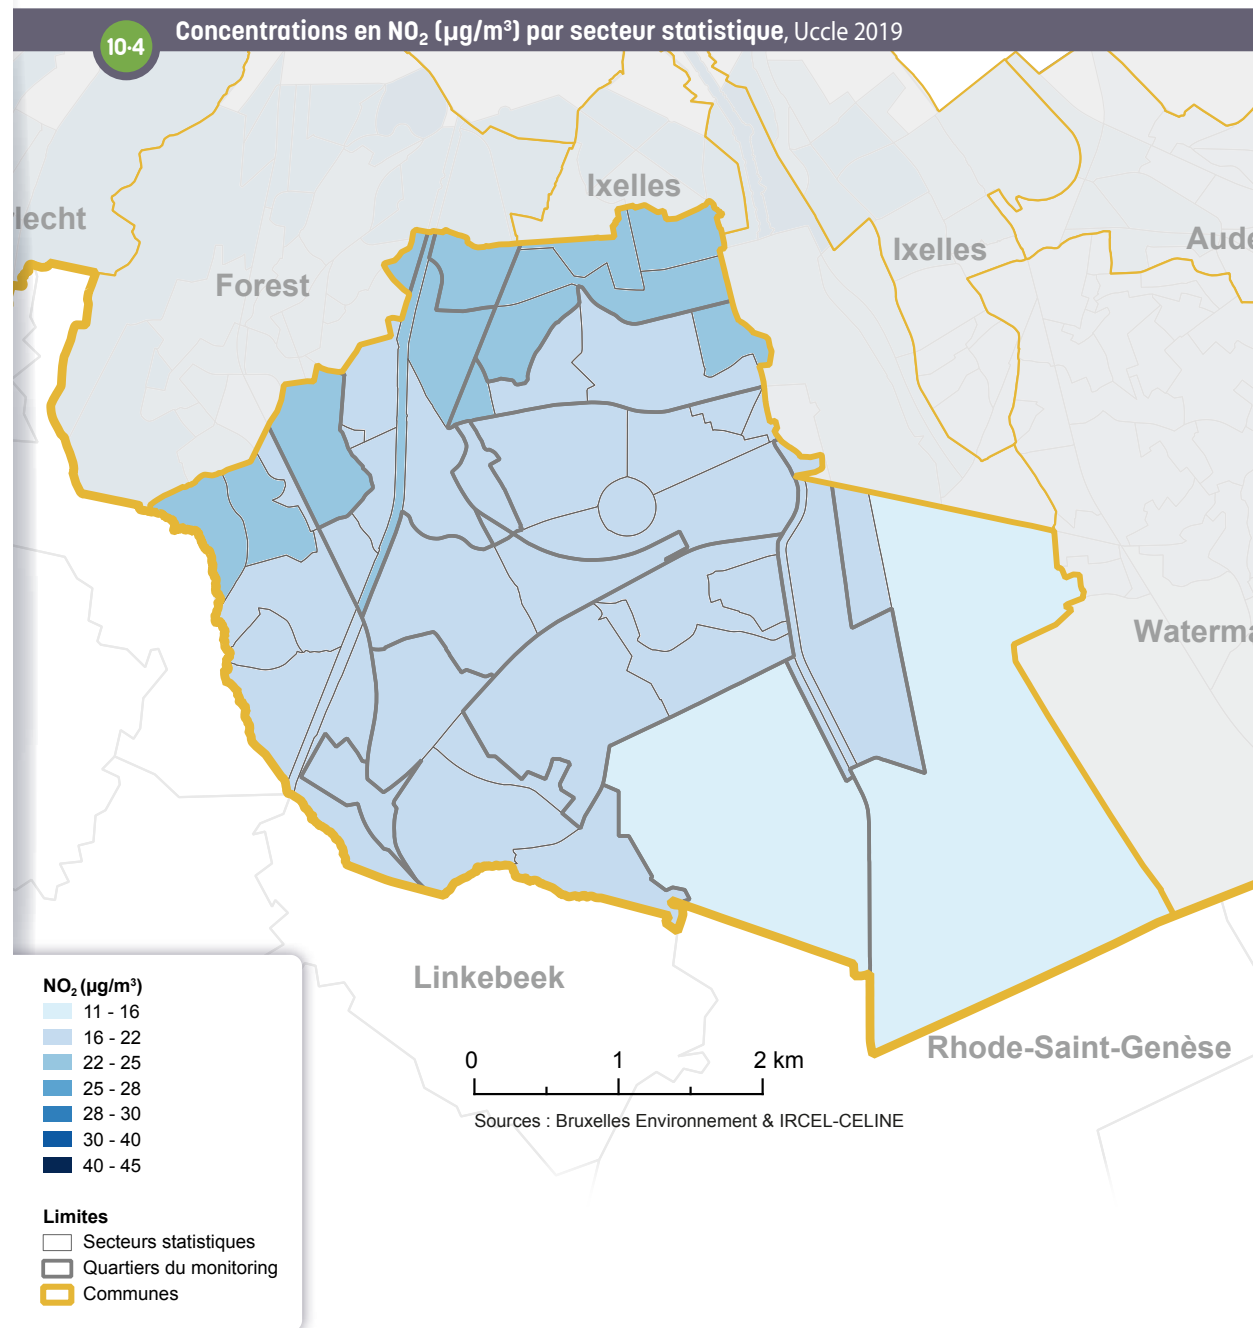 10·4
Concentrations en NO₂ (µg/m³) par secteur statistique, Uccle 2019
Ixelles
lecht
Ixelles
Aude
Forest
Waterma
Linkebeek
Rhode-Saint-Genèse
0 1 2 km
Sources : Bruxelles Environnement & IRCEL-CELINE
NO₂ (µg/m³)
11 - 16
16 - 22
22 - 25
25 - 28
28 - 30
30 - 40
40 - 45
Limites
Secteurs statistiques
Quartiers du monitoring
Communes